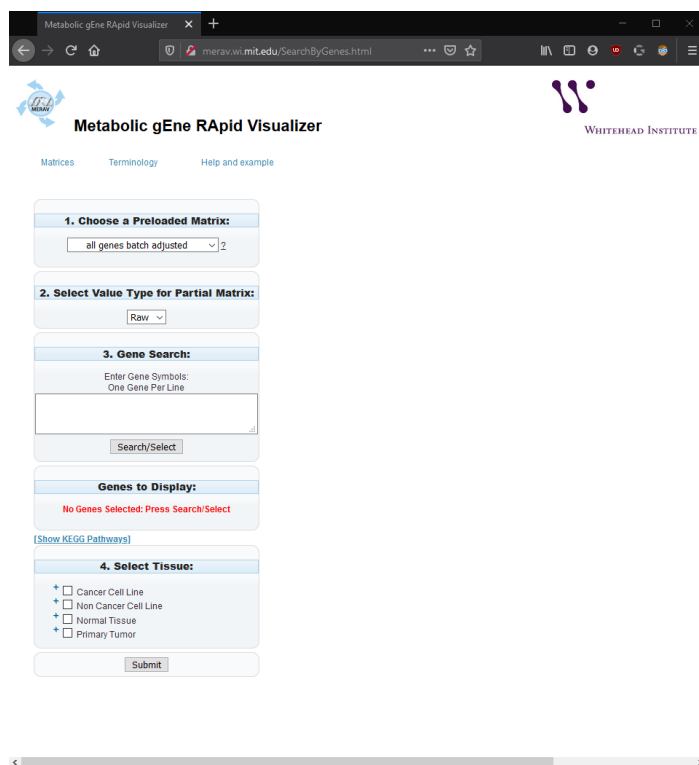 Metabolic gEne RApid Visualizer
merav.wi.mit.edu/SearchByGenes.html
MERAV
Metabolic gEne RApid Visualizer
WHITEHEAD INSTITUTE
Matrices Terminology Help and example
1. Choose a Preloaded Matrix:
all genes batch adjusted ?
2. Select Value Type for Partial Matrix:
Raw
3. Gene Search:
Enter Gene Symbols:
One Gene Per Line
Search/Select
Genes to Display:
No Genes Selected: Press Search/Select
[Show KEGG Pathways]
4. Select Tissue:
Cancer Cell Line
Non Cancer Cell Line
Normal Tissue
Primary Tumor
Submit